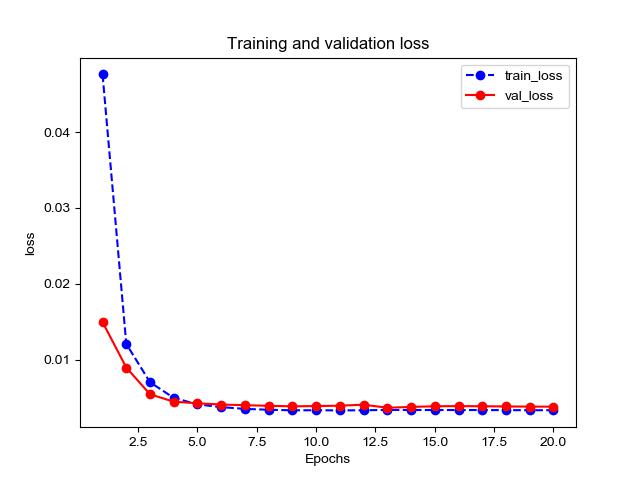 Training and validation loss
train_loss
val_loss
0.04
0.03
0.02
0.01
loss
2.5 5.0 7.5 10.0 12.5 15.0 17.5 20.0
Epochs